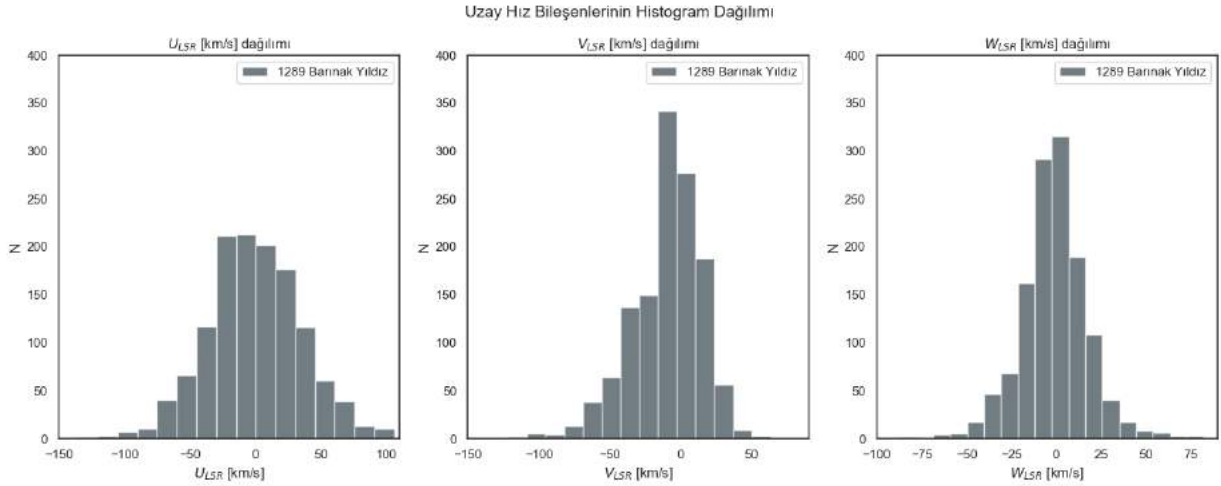 Uzay Hız Bileşenlerinin Histogram Dağılımı
U_LSR [km/s] dağılımı
1289 Barınak Yıldız
400
350
300
250
200
150
100
50
0
N
−150 −100 −50 0 50 100
U_LSR [km/s]
V_LSR [km/s] dağılımı
1289 Barınak Yıldız
400
350
300
250
200
150
100
50
0
N
−150 −100 −50 0 50
V_LSR [km/s]
W_LSR [km/s] dağılımı
1289 Barınak Yıldız
400
350
300
250
200
150
100
50
0
N
−100 −75 −50 −25 0 25 50 75
W_LSR [km/s]